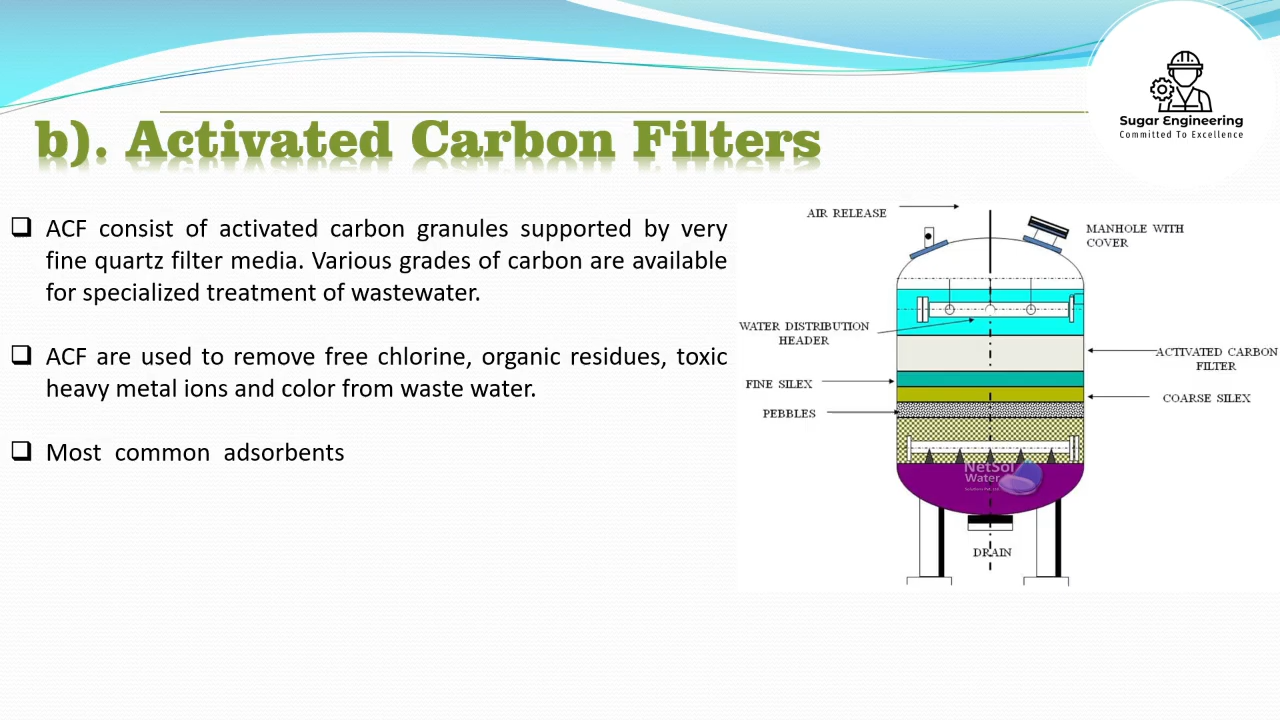 Sugar Engineering
Committed To Excellence
b). Activated Carbon Filters
ACF consist of activated carbon granules supported by very
fine quartz filter media. Various grades of carbon are available
for specialized treatment of wastewater.
ACF are used to remove free chlorine, organic residues, toxic
heavy metal ions and color from waste water.
Most common adsorbents
AIR RELEASE
MANHOLE WITH
COVER
WATER DISTRIBUTION
HEADER
ACTIVATED CARBON
FILTER
FINE SILEX
COARSE SILEX
PEBBLES
NetSol
Water
Solutions Pvt. Ltd.
DRAIN